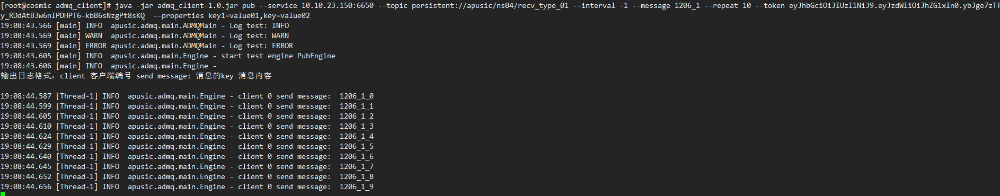 [root@cosmic admq_client]# java -jar admq_client-1.0.jar pub --service 10.10.23.150:6650 --topic persistent://apusic/ns04/recv_type_01 --interval -1 --message 1206_1 --repeat 10 --token eyJhbGciOiJIUzI1NiJ9.eyJzdWIiOiJhZG1xIn0.ybJge7zTf
y_RDdAtB3w6nIPDHPT6-kbB6sNzgPt8sKQ  --properties key1=value01,key=value02
19:08:43.566 [main] INFO  apusic.admq.main.ADMQMain - Log test: INFO
19:08:43.569 [main] WARN  apusic.admq.main.ADMQMain - Log test: WARN
19:08:43.569 [main] ERROR apusic.admq.main.ADMQMain - Log test: ERROR
19:08:43.605 [main] INFO  apusic.admq.main.Engine - start test engine PubEngine
19:08:43.606 [main] INFO  apusic.admq.main.Engine -
输出日志格式: client 客户端编号 send message: 消息的key 消息内容
19:08:44.587 [Thread-1] INFO  apusic.admq.main.Engine - client 0 send message:  1206_1_0
19:08:44.599 [Thread-1] INFO  apusic.admq.main.Engine - client 0 send message:  1206_1_1
19:08:44.605 [Thread-1] INFO  apusic.admq.main.Engine - client 0 send message:  1206_1_2
19:08:44.610 [Thread-1] INFO  apusic.admq.main.Engine - client 0 send message:  1206_1_3
19:08:44.624 [Thread-1] INFO  apusic.admq.main.Engine - client 0 send message:  1206_1_4
19:08:44.629 [Thread-1] INFO  apusic.admq.main.Engine - client 0 send message:  1206_1_5
19:08:44.640 [Thread-1] INFO  apusic.admq.main.Engine - client 0 send message:  1206_1_6
19:08:44.645 [Thread-1] INFO  apusic.admq.main.Engine - client 0 send message:  1206_1_7
19:08:44.652 [Thread-1] INFO  apusic.admq.main.Engine - client 0 send message:  1206_1_8
19:08:44.656 [Thread-1] INFO  apusic.admq.main.Engine - client 0 send message:  1206_1_9